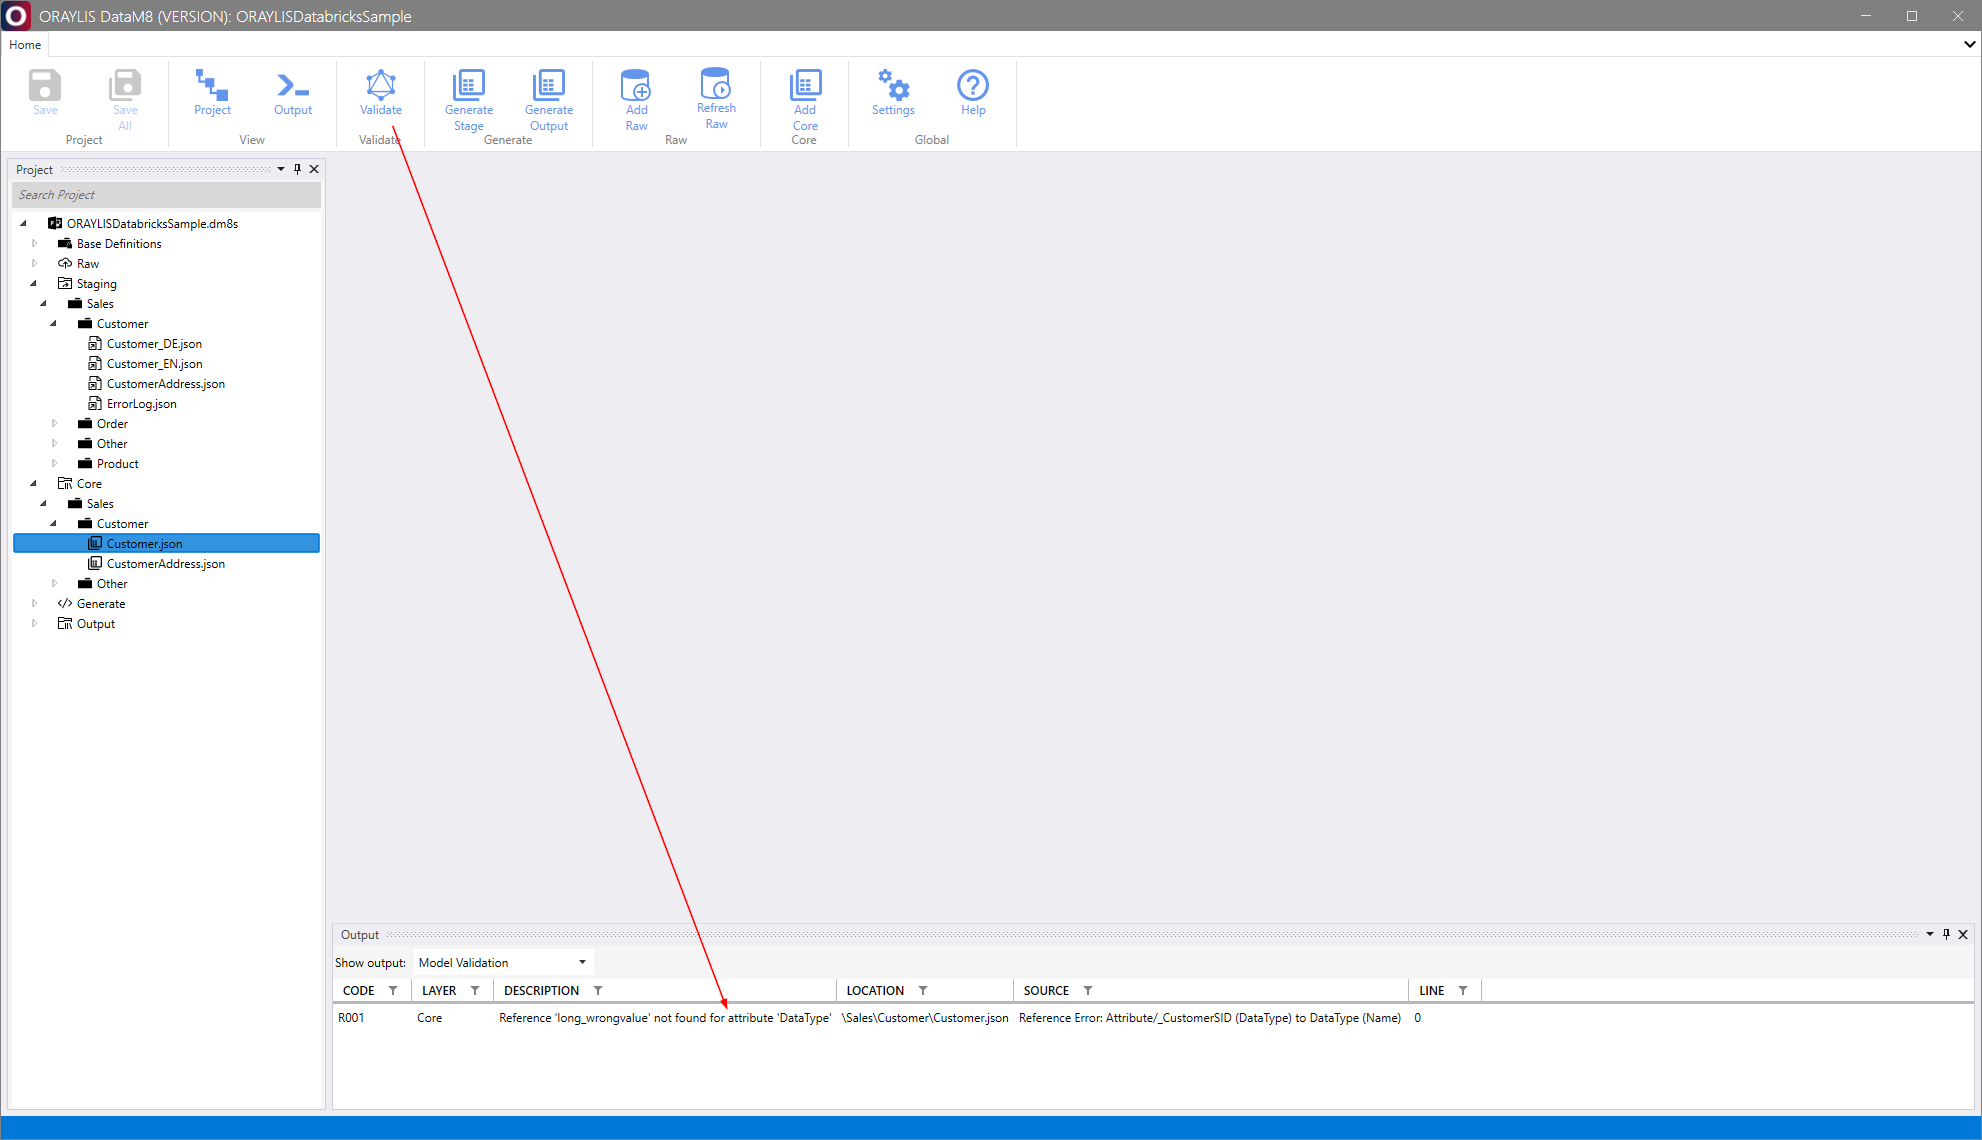 ORAYLIS DataM8 (VERSION): ORAYLISDatabricksSample
Home
Save
Save All
Project
Project
Output
View
Validate
Validate
Generate Stage
Generate Output
Generate
Add Raw
Refresh Raw
Raw
Add Core
Core
Settings
Help
Global
Project
Search Project
ORAYLISDatabricksSample.dm8s
Base Definitions
Raw
Staging
Sales
Customer
Customer_DE.json
Customer_EN.json
CustomerAddress.json
ErrorLog.json
Order
Other
Product
Core
Sales
Customer
Customer.json
CustomerAddress.json
Other
Generate
Output
Output
Show output: Model Validation
CODE LAYER DESCRIPTION LOCATION SOURCE LINE
R001 Core Reference 'long_wrongvalue' not found for attribute 'DataType' \Sales\Customer\Customer.json Reference Error: Attribute/_CustomerSID (DataType) to DataType (Name) 0